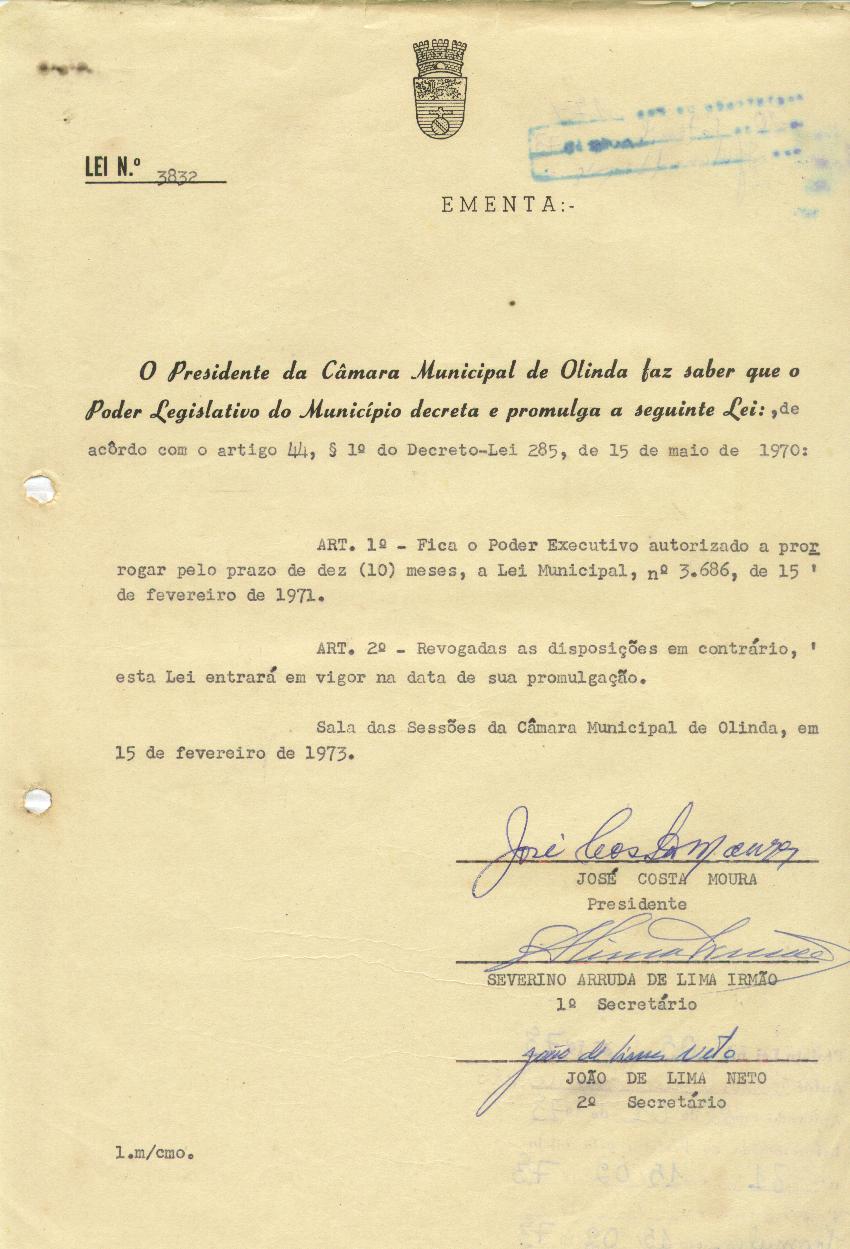 LEI N.º 3832
EMENTA:-
O Presidente da Câmara Municipal de Olinda faz saber que o
Poder Legislativo do Município decreta e promulga a seguinte Lei: ,de
acôrdo com o artigo 44, § 1º do Decreto-Lei 285, de 15 de maio de 1970:
ART. 1º - Fica o Poder Executivo autorizado a pror
rogar pelo prazo de dez (10) meses, a Lei Municipal, nº 3.686, de 15 '
de fevereiro de 1971.
ART. 2º - Revogadas as disposições em contrário, '
esta Lei entrará em vigor na data de sua promulgação.
Sala das Sessões da Câmara Municipal de Olinda, em
15 de fevereiro de 1973.
José Costa Moura
JOSÉ COSTA MOURA
Presidente
SEVERINO ARRUDA DE LIMA IRMÃO
1º Secretário
João de Lima Neto
JOÃO DE LIMA NETO
2º Secretário
l.m/cmo.